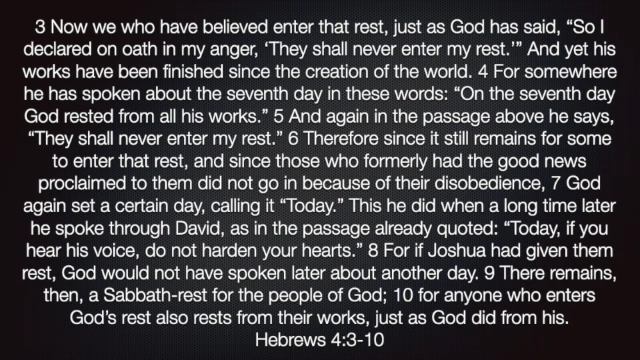 3 Now we who have believed enter that rest, just as God has said, “So I
declared on oath in my anger, ‘They shall never enter my rest.’” And yet his
works have been finished since the creation of the world. 4 For somewhere
he has spoken about the seventh day in these words: “On the seventh day
God rested from all his works.” 5 And again in the passage above he says,
“They shall never enter my rest.” 6 Therefore since it still remains for some
to enter that rest, and since those who formerly had the good news
proclaimed to them did not go in because of their disobedience, 7 God
again set a certain day, calling it “Today.” This he did when a long time later
he spoke through David, as in the passage already quoted: “Today, if you
hear his voice, do not harden your hearts.” 8 For if Joshua had given them
rest, God would not have spoken later about another day. 9 There remains,
then, a Sabbath-rest for the people of God; 10 for anyone who enters
God’s rest also rests from their works, just as God did from his.
Hebrews 4:3-10